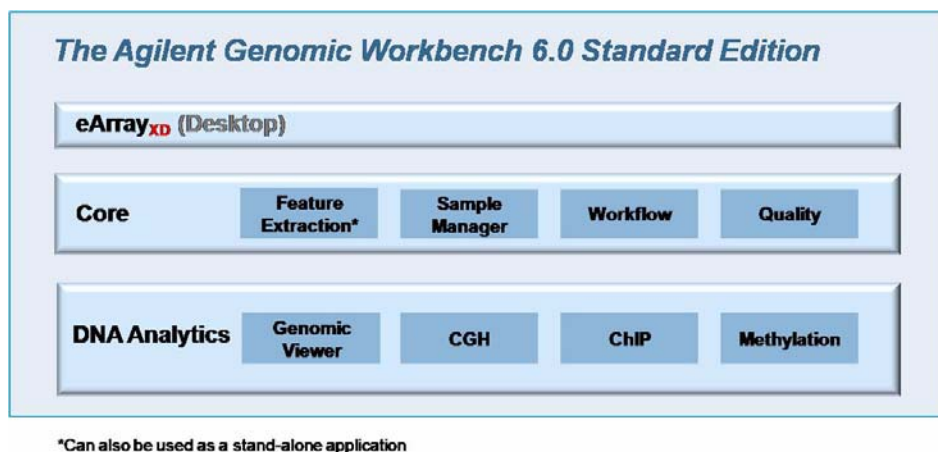 The Agilent Genomic Workbench 6.0 Standard Edition
eArrayXD (Desktop)
Core
Feature
Extraction*
Sample
Manager
Workflow
Quality
DNA Analytics
Genomic
Viewer
CGH
ChIP
Methylation
*Can also be used as a stand-alone application